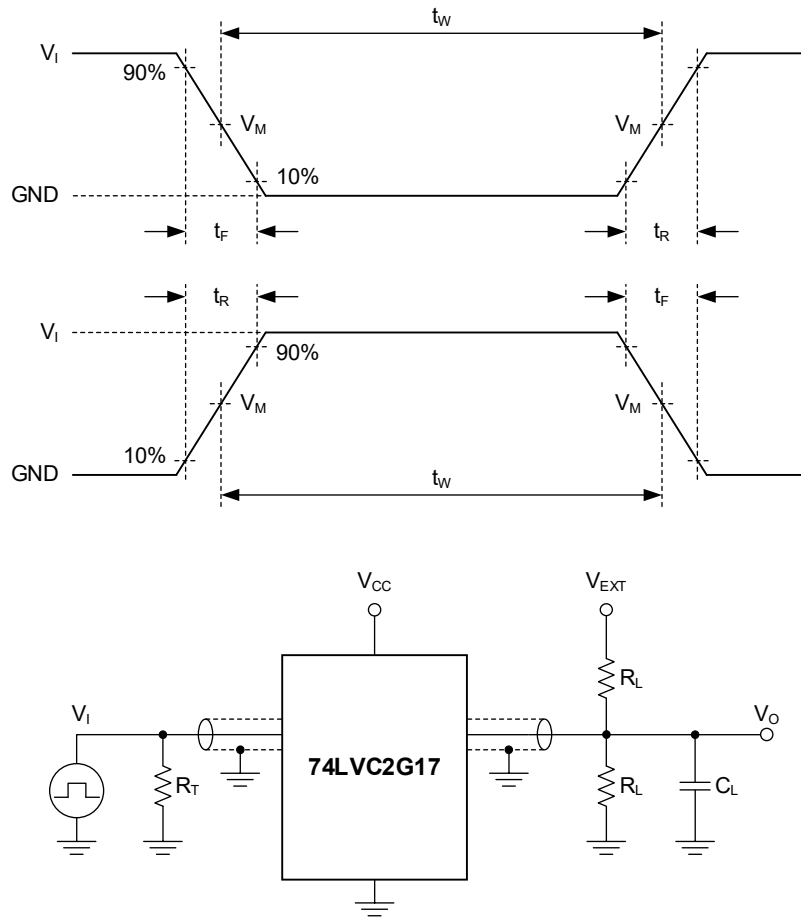 t_W
V_I
90%
V_M V_M
10%
GND
t_F t_R
t_R t_F
V_I
90%
V_M V_M
10%
GND
t_W
V_CC V_EXT
R_L
V_I V_O
74LVC2G17
R_T R_L C_L